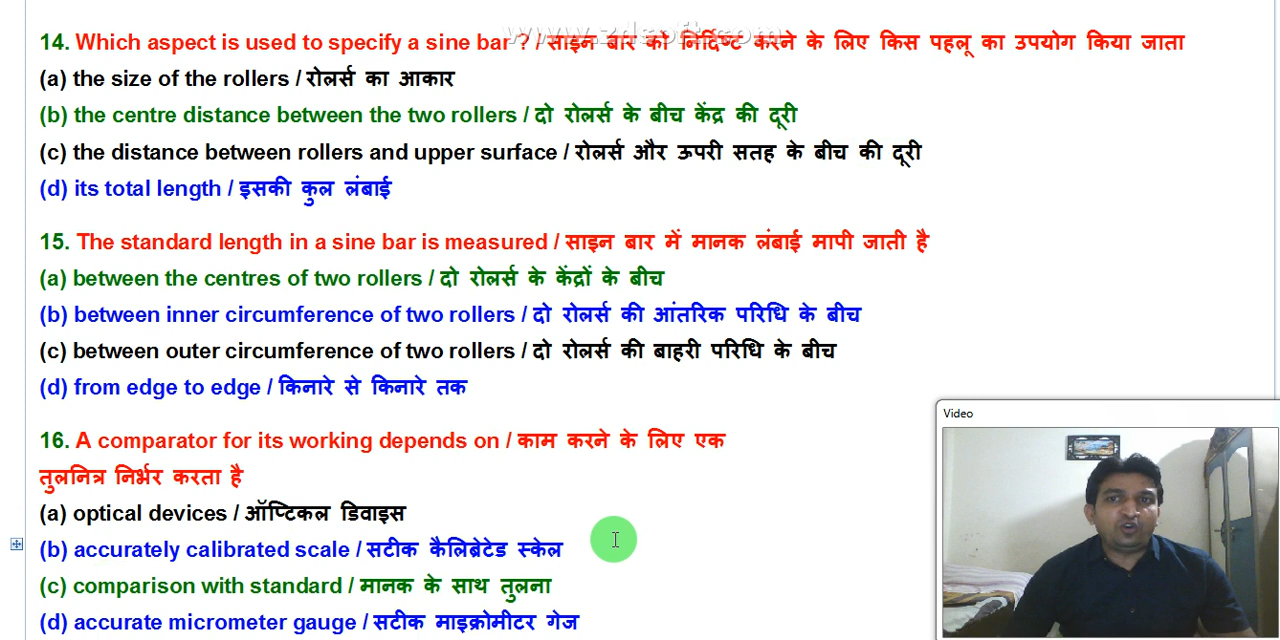 www.zdsoft.com
14. Which aspect is used to specify a sine bar ? / साइन बार को निर्दिष्ट करने के लिए किस पहलू का उपयोग किया जाता
(a) the size of the rollers / रोलर्स का आकार
(b) the centre distance between the two rollers / दो रोलर्स के बीच केंद्र की दूरी
(c) the distance between rollers and upper surface / रोलर्स और ऊपरी सतह के बीच की दूरी
(d) its total length / इसकी कुल लंबाई
15. The standard length in a sine bar is measured / साइन बार में मानक लंबाई मापी जाती है
(a) between the centres of two rollers / दो रोलर्स के केंद्रों के बीच
(b) between inner circumference of two rollers / दो रोलर्स की आंतरिक परिधि के बीच
(c) between outer circumference of two rollers / दो रोलर्स की बाहरी परिधि के बीच
(d) from edge to edge / किनारे से किनारे तक
16. A comparator for its working depends on / काम करने के लिए एक
तुलनित्र निर्भर करता है
(a) optical devices / ऑप्टिकल डिवाइस
(b) accurately calibrated scale / सटीक कैलिब्रेटेड स्केल
(c) comparison with standard / मानक के साथ तुलना
(d) accurate micrometer gauge / सटीक माइक्रोमीटर गेज
Video